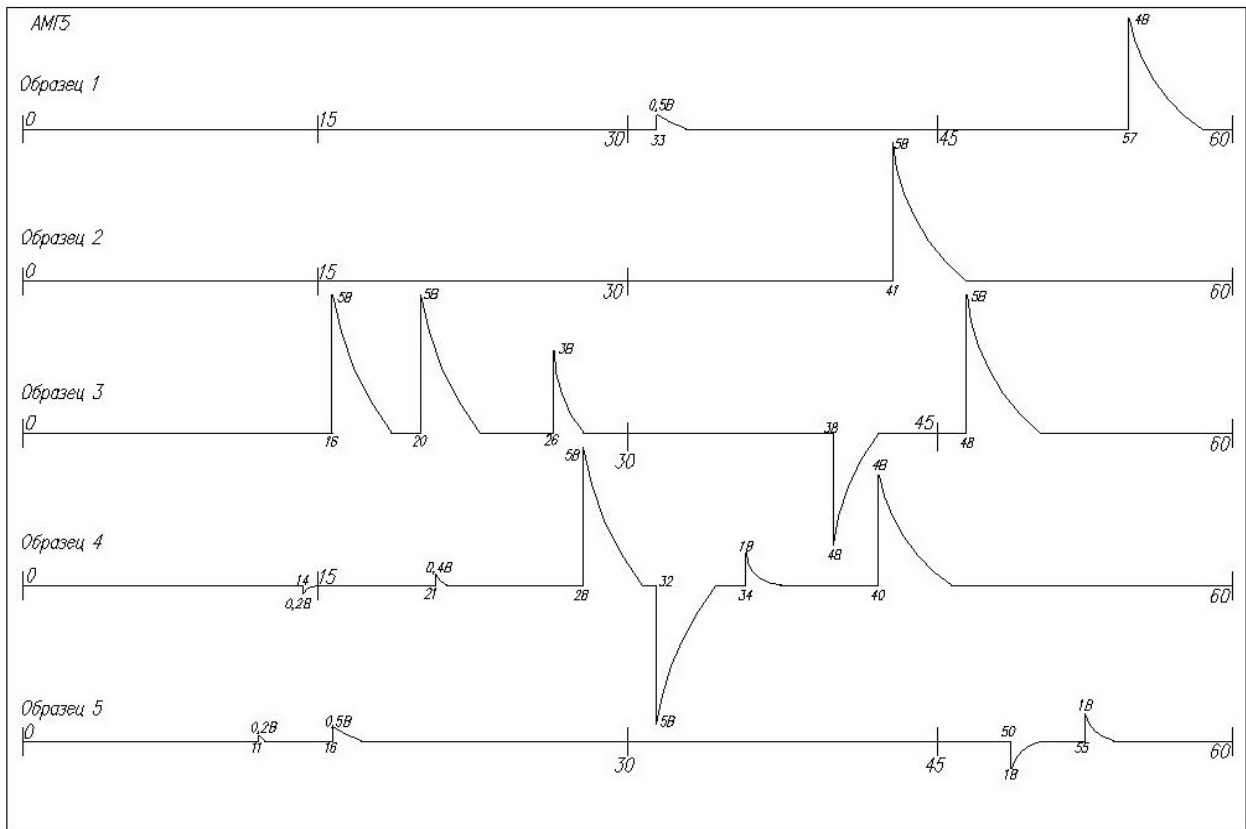 АМГ5
4В
Образец 1
0,5В
0 15 30 33 45 57 60
5В
Образец 2
0 15 30 41 60
5В 5В 3В 5В
Образец 3
0 16 20 26 30 38 45 48 60
5В 4В 4В
Образец 4
0,4В 1В
0 14 15 21 28 32 34 40 60
0,2В
5В
Образец 5
0,2В 0,5В 1В
0 11 16 30 45 50 55 60
1В